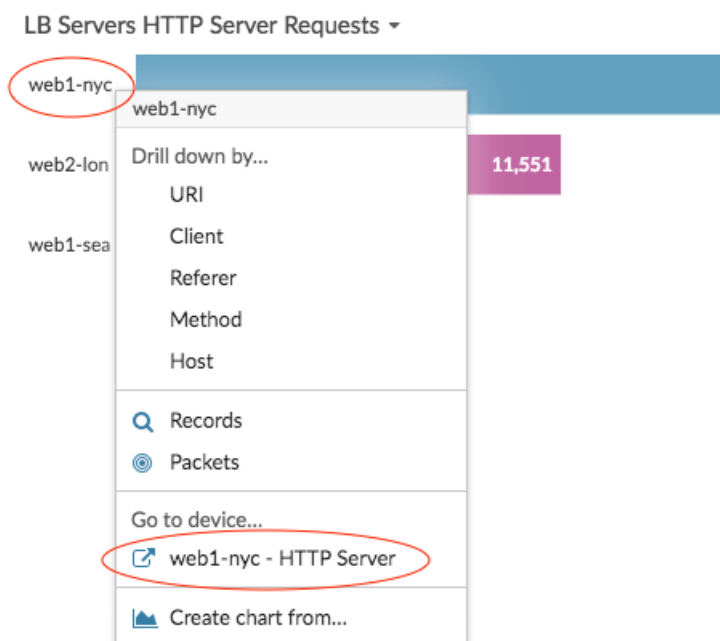 LB Servers HTTP Server Requests
web1-nyc
web1-nyc
Drill down by...
web2-lon
11,551
URI
Client
web1-sea
Referer
Method
Host
Records
Packets
Go to device...
web1-nyc - HTTP Server
Create chart from...